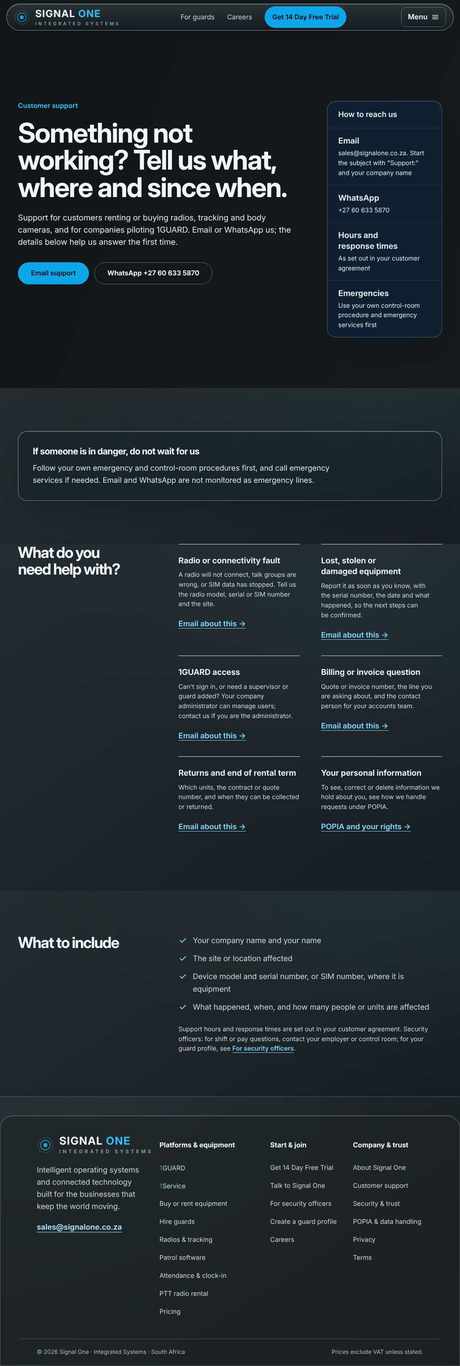 SIGNAL ONE
INTEGRATED SYSTEMS
For guards
Careers
Get 14 Day Free Trial
Menu
Customer support
Something not
working? Tell us what,
where and since when.
Support for customers renting or buying radios, tracking and body
cameras, and for companies piloting 1GUARD. Email or WhatsApp us; the
details below help us answer the first time.
Email support
WhatsApp +27 60 633 5870
How to reach us
Email
sales@signalone.co.za. Start
the subject with "Support:"
and your company name
WhatsApp
+27 60 633 5870
Hours and
response times
As set out in your customer
agreement
Emergencies
Use your own control-room
procedure and emergency
services first
If someone is in danger, do not wait for us
Follow your own emergency and control-room procedures first, and call emergency
services if needed. Email and WhatsApp are not monitored as emergency lines.
What do you
need help with?
Radio or connectivity fault
A radio will not connect, talk groups are
wrong, or SIM data has stopped. Tell us
the radio model, serial or SIM number
and the site.
Email about this →
Lost, stolen or
damaged equipment
Report it as soon as you know, with
the serial number, the date and what
happened, so the next steps can
be confirmed.
Email about this →
1GUARD access
Can't sign in, or need a supervisor or
guard added? Your company
administrator can manage users;
contact us if you are the administrator.
Email about this →
Billing or invoice question
Quote or invoice number, the line you
are asking about, and the contact
person for your accounts team.
Email about this →
Returns and end of rental term
Which units, the contract or quote
number, and when they can be collected
or returned.
Email about this →
Your personal information
To see, correct or delete information we
hold about you, see how we handle
requests under POPIA.
POPIA and your rights →
What to include
Your company name and your name
The site or location affected
Device model and serial number, or SIM number, where it is
equipment
What happened, when, and how many people or units are affected
Support hours and response times are set out in your customer agreement. Security
officers: for shift or pay questions, contact your employer or control room; for your
guard profile, see For security officers.
SIGNAL ONE
INTEGRATED SYSTEMS
Intelligent operating systems
and connected technology
built for the businesses that
keep the world moving.
sales@signalone.co.za
Platforms & equipment
1GUARD
1Service
Buy or rent equipment
Hire guards
Radios & tracking
Patrol software
Attendance & clock-in
PTT radio rental
Pricing
Start & join
Get 14 Day Free Trial
Talk to Signal One
For security officers
Create a guard profile
Careers
Company & trust
About Signal One
Customer support
Security & trust
POPIA & data handling
Privacy
Terms
© 2026 Signal One · Integrated Systems · South Africa
Prices exclude VAT unless stated.